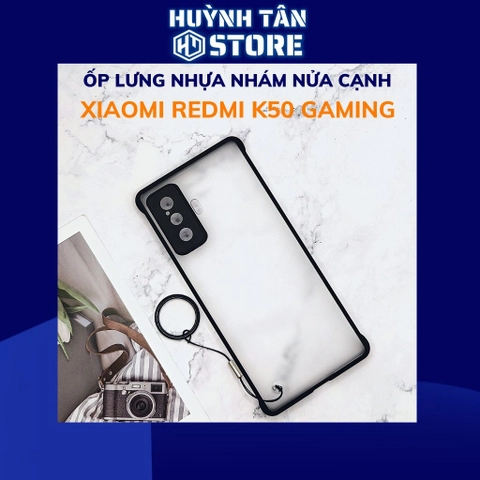 HUỲNH TÂN
STORE
ỐP LƯNG NHỰA NHÁM NỬA CẠNH
XIAOMI REDMI K50 GAMING